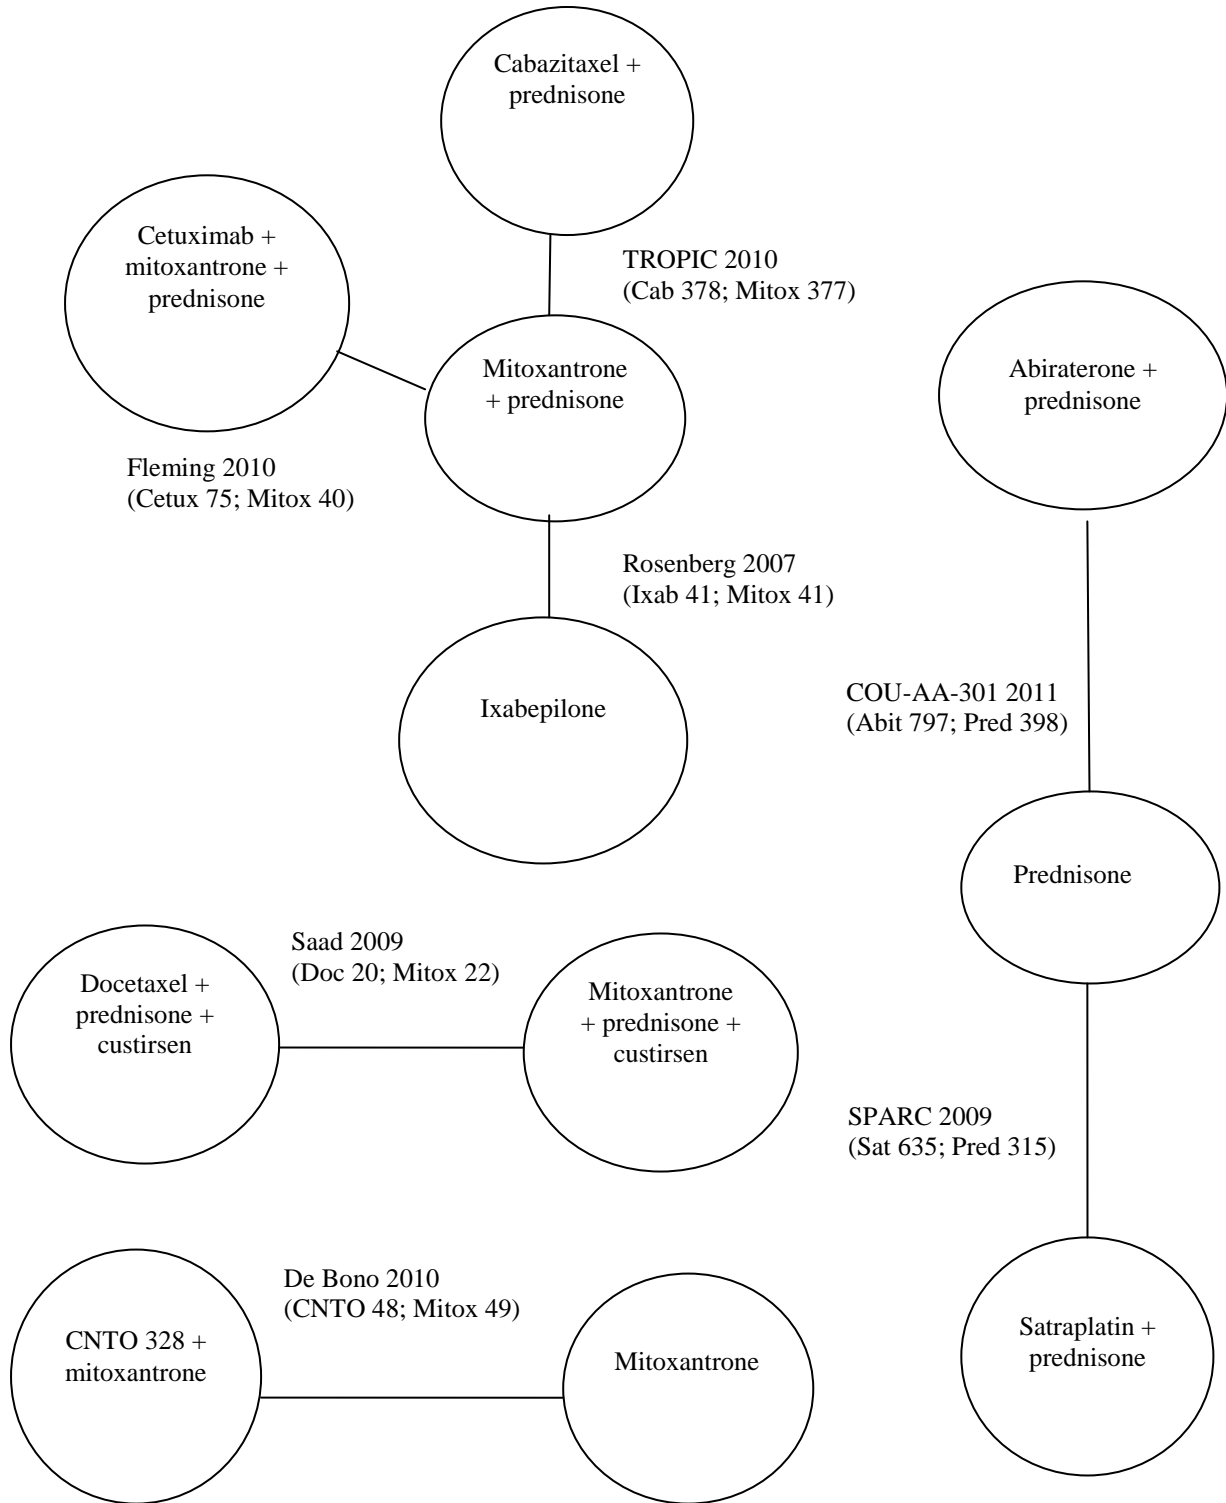 Cabazitaxel +
prednisone
Cetuximab +
mitoxantrone +
prednisone
TROPIC 2010
(Cab 378; Mitox 377)
Mitoxantrone
+ prednisone
Abiraterone +
prednisone
Fleming 2010
(Cetux 75; Mitox 40)
Rosenberg 2007
(Ixab 41; Mitox 41)
Ixabepilone
COU-AA-301 2011
(Abit 797; Pred 398)
Prednisone
Saad 2009
(Doc 20; Mitox 22)
Docetaxel +
prednisone +
custirsen
Mitoxantrone
+ prednisone +
custirsen
SPARC 2009
(Sat 635; Pred 315)
De Bono 2010
(CNTO 48; Mitox 49)
CNTO 328 +
mitoxantrone
Mitoxantrone
Satraplatin +
prednisone